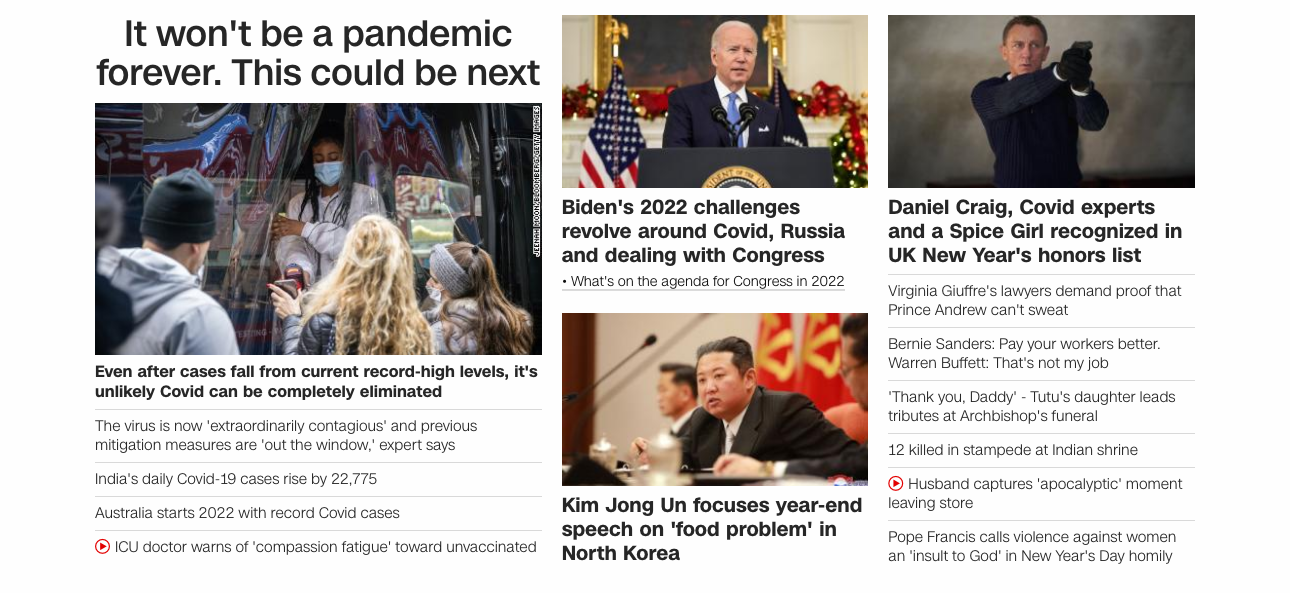 It won't be a pandemic
forever. This could be next
JEENAH MOON/BLOOMBERG/GETTY IMAGES
Even after cases fall from current record-high levels, it's
unlikely Covid can be completely eliminated
The virus is now 'extraordinarily contagious' and previous
mitigation measures are 'out the window,' expert says
India's daily Covid-19 cases rise by 22,775
Australia starts 2022 with record Covid cases
ICU doctor warns of 'compassion fatigue' toward unvaccinated
Biden's 2022 challenges
revolve around Covid, Russia
and dealing with Congress
• What's on the agenda for Congress in 2022
Kim Jong Un focuses year-end
speech on 'food problem' in
North Korea
Daniel Craig, Covid experts
and a Spice Girl recognized in
UK New Year's honors list
Virginia Giuffre's lawyers demand proof that
Prince Andrew can't sweat
Bernie Sanders: Pay your workers better.
Warren Buffett: That's not my job
'Thank you, Daddy' - Tutu's daughter leads
tributes at Archbishop's funeral
12 killed in stampede at Indian shrine
Husband captures 'apocalyptic' moment
leaving store
Pope Francis calls violence against women
an 'insult to God' in New Year's Day homily